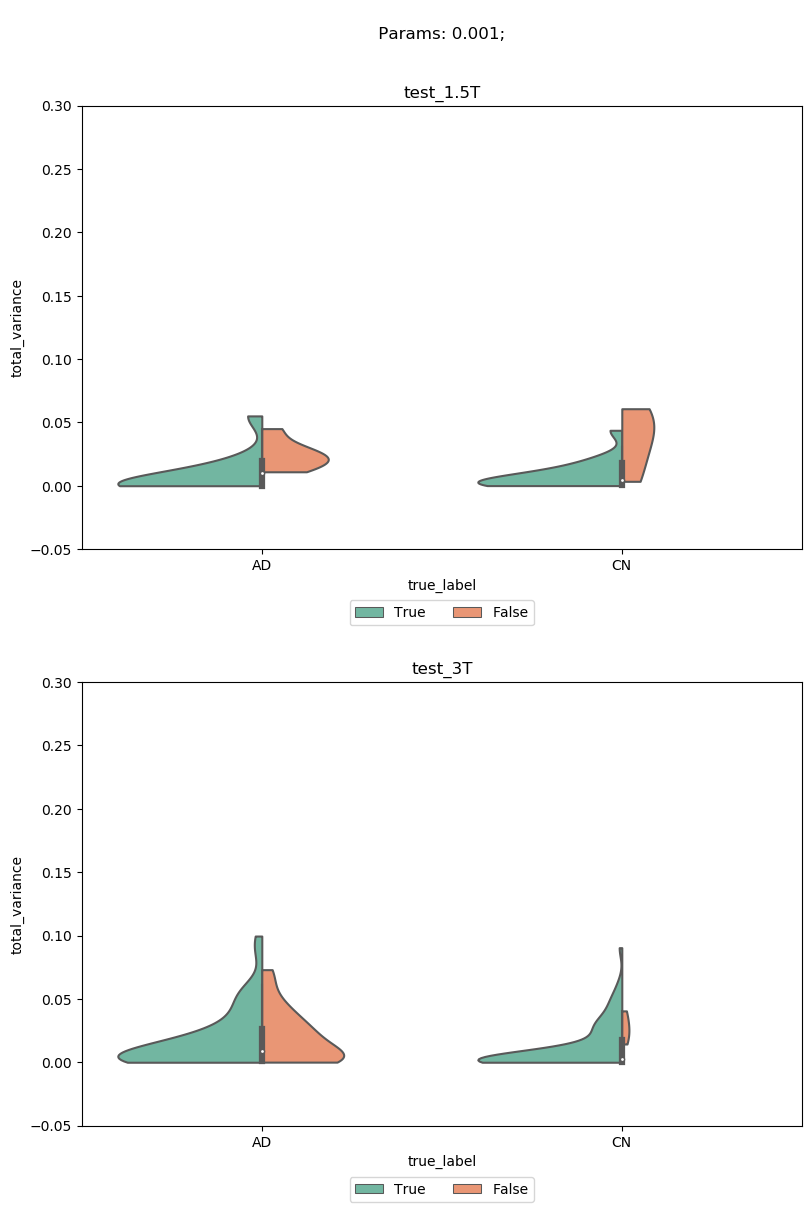 Params: 0.001;
test_1.5T
0.30
0.25
0.20
0.15
0.10
0.05
0.00
−0.05
total_variance
AD CN
true_label
True False
test_3T
0.30
0.25
0.20
0.15
0.10
0.05
0.00
−0.05
total_variance
AD CN
true_label
True False